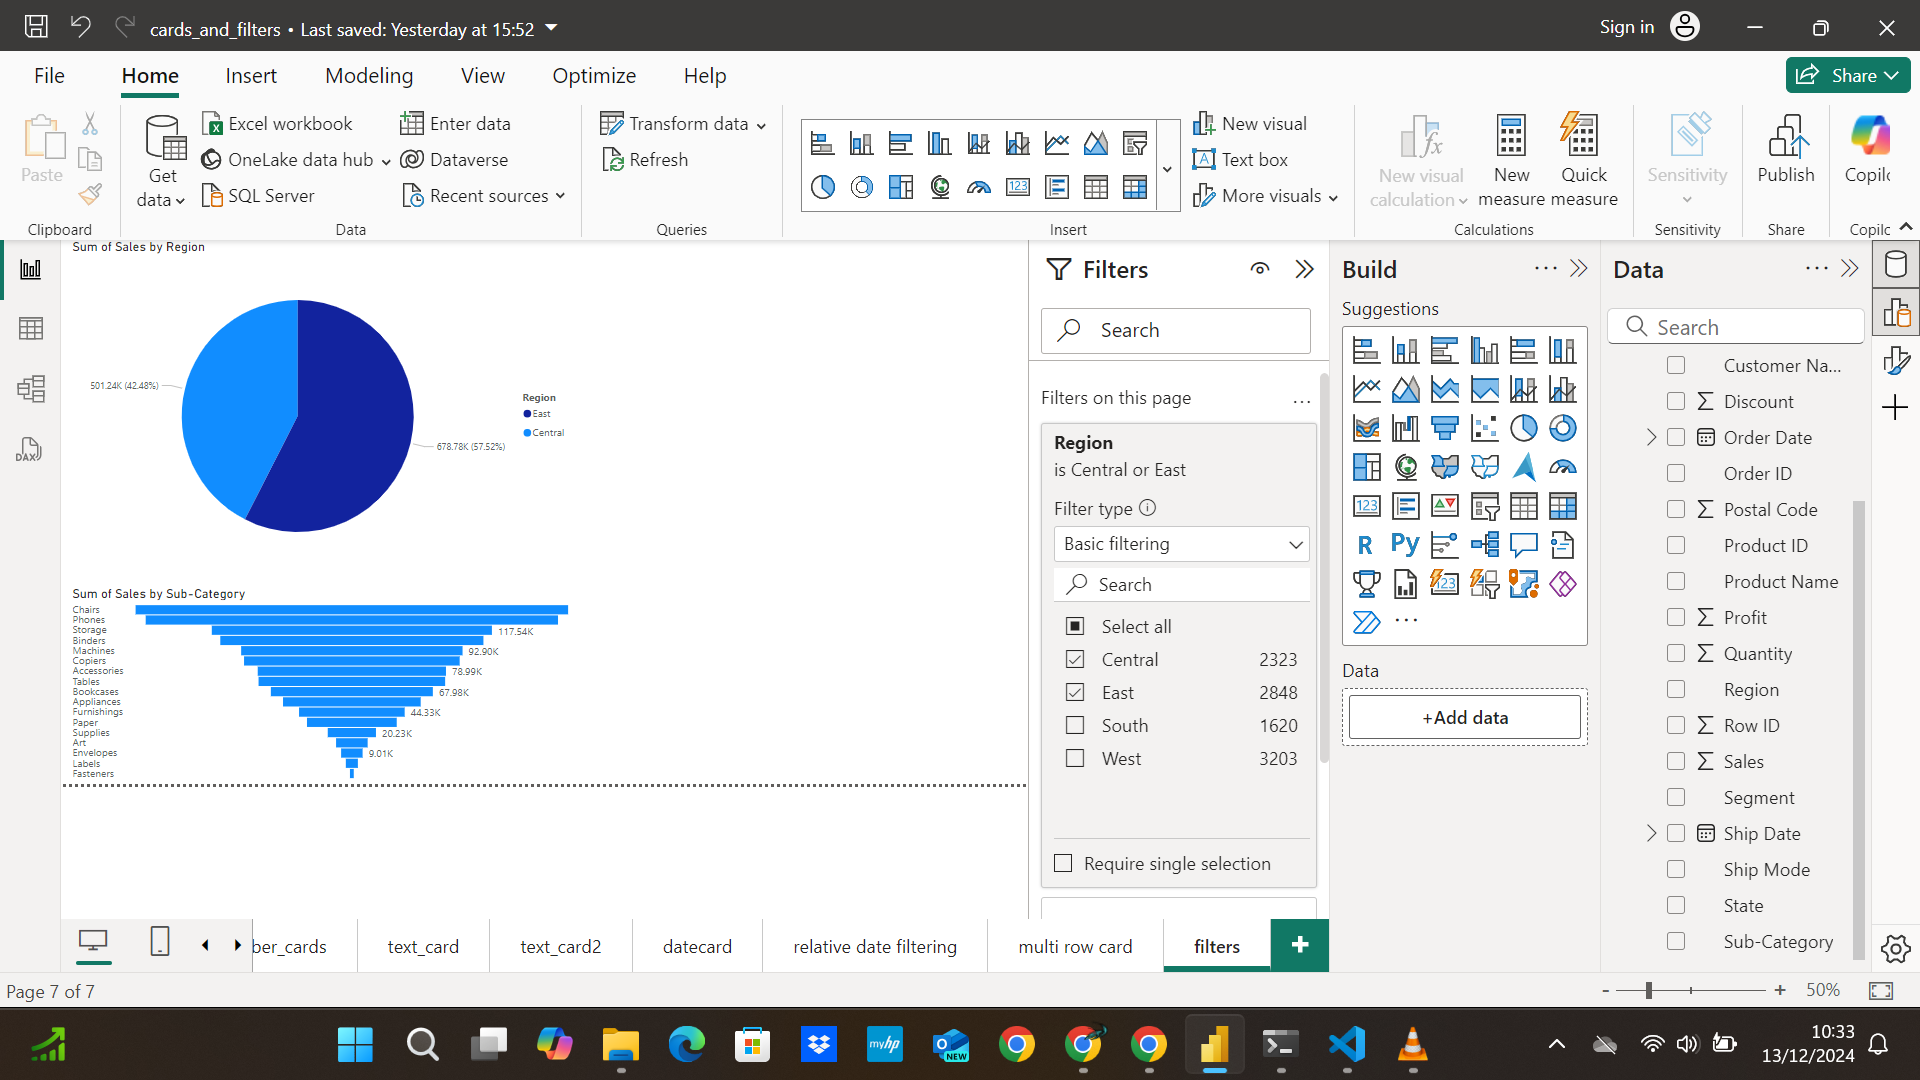 cards_and_filters • Last saved: Yesterday at 15:52
Sign in
File Home Insert Modeling View Optimize Help
Share
Paste
Clipboard
Get data
Excel workbook
OneLake data hub
SQL Server
Enter data
Dataverse
Recent sources
Data
Transform data
Refresh
Queries
New visual
Text box
More visuals
Insert
New visual calculation
New measure
Quick measure
Calculations
Sensitivity
Sensitivity
Publish
Share
Copilc
Copilc
DAX
Sum of Sales by Region
501.24K (42.48%)
678.78K (57.52%)
Region
East
Central
Sum of Sales by Sub-Category
Chairs
Phones
Storage 117.54K
Binders
Machines 92.90K
Copiers
Accessories 78.99K
Tables
Bookcases 67.98K
Appliances
Furnishings 44.33K
Paper
Supplies 20.23K
Art
Envelopes 9.01K
Labels
Fasteners
Filters
Search
Filters on this page
Region
is Central or East
Filter type
Basic filtering
Search
Select all
Central 2323
East 2848
South 1620
West 3203
Require single selection
Build
Suggestions
123
R Py
123
Data
+Add data
Data
Search
Customer Na...
Discount
Order Date
Order ID
Postal Code
Product ID
Product Name
Profit
Quantity
Region
Row ID
Sales
Segment
Ship Date
Ship Mode
State
Sub-Category
ber_cards text_card text_card2 datecard relative date filtering multi row card filters
Page 7 of 7
- + 50%
myhp
NEW
10:33
13/12/2024